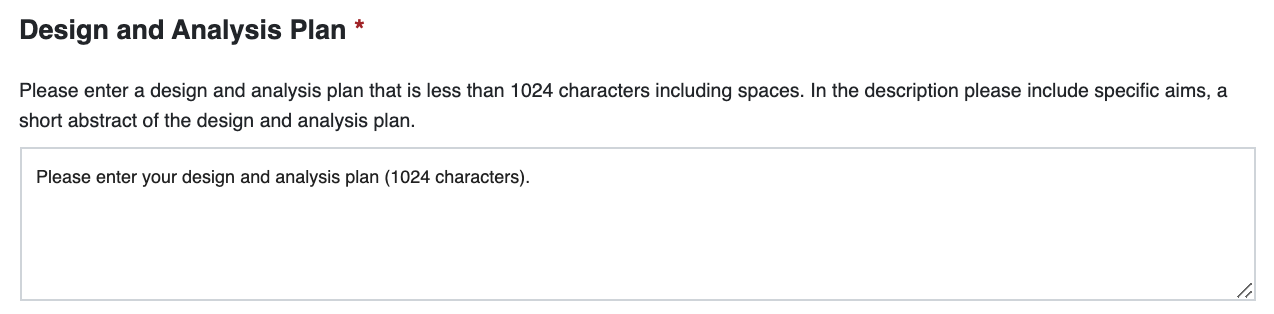 Design and Analysis Plan *
Please enter a design and analysis plan that is less than 1024 characters including spaces. In the description please include specific aims, a
short abstract of the design and analysis plan.
Please enter your design and analysis plan (1024 characters).